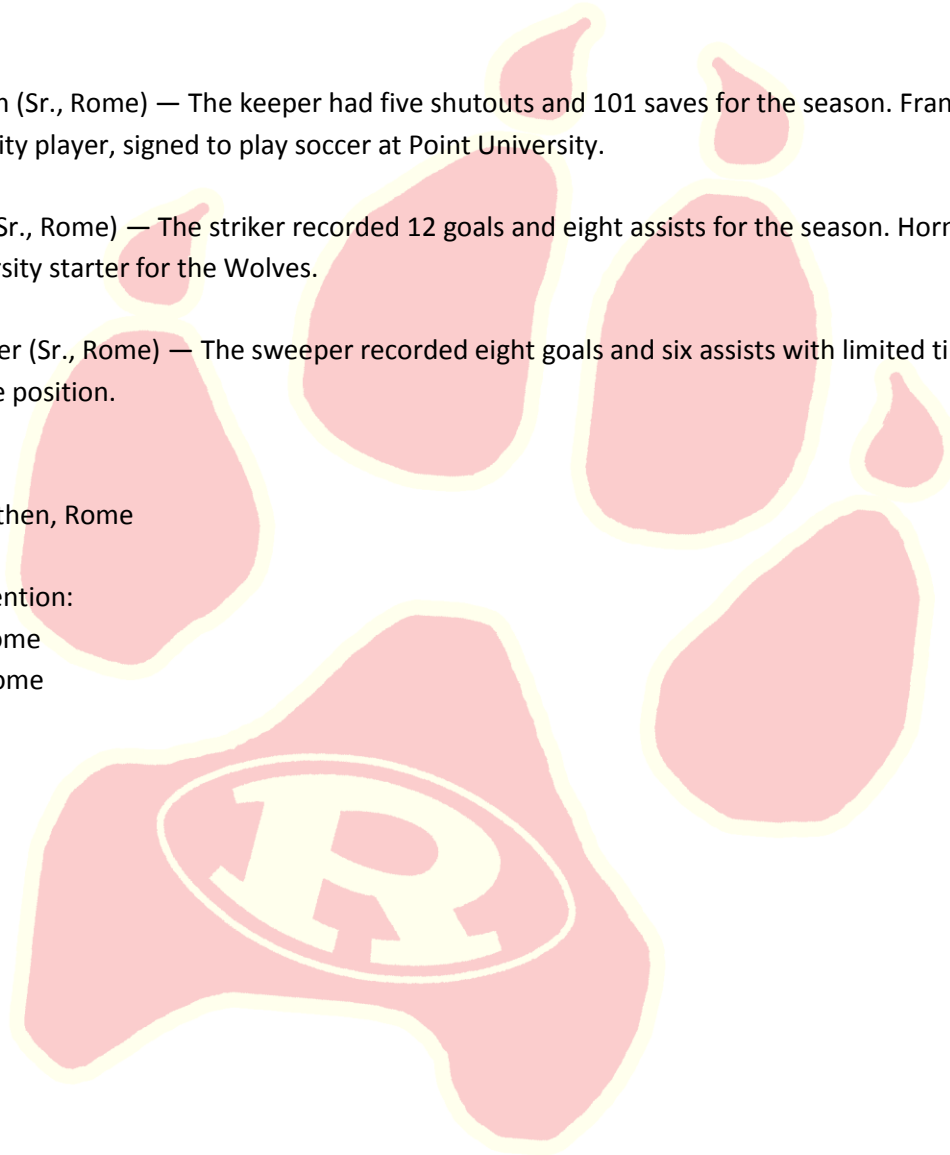 (Sr., Rome) — The keeper had five shutouts and 101 saves for the season. Fran
player, signed to play soccer at Point University.
Sr., Rome) — The striker recorded 12 goals and eight assists for the season. Horn
starter for the Wolves.
(Sr., Rome) — The sweeper recorded eight goals and six assists with limited ti
position.
then, Rome
ention:
ome
ome
R